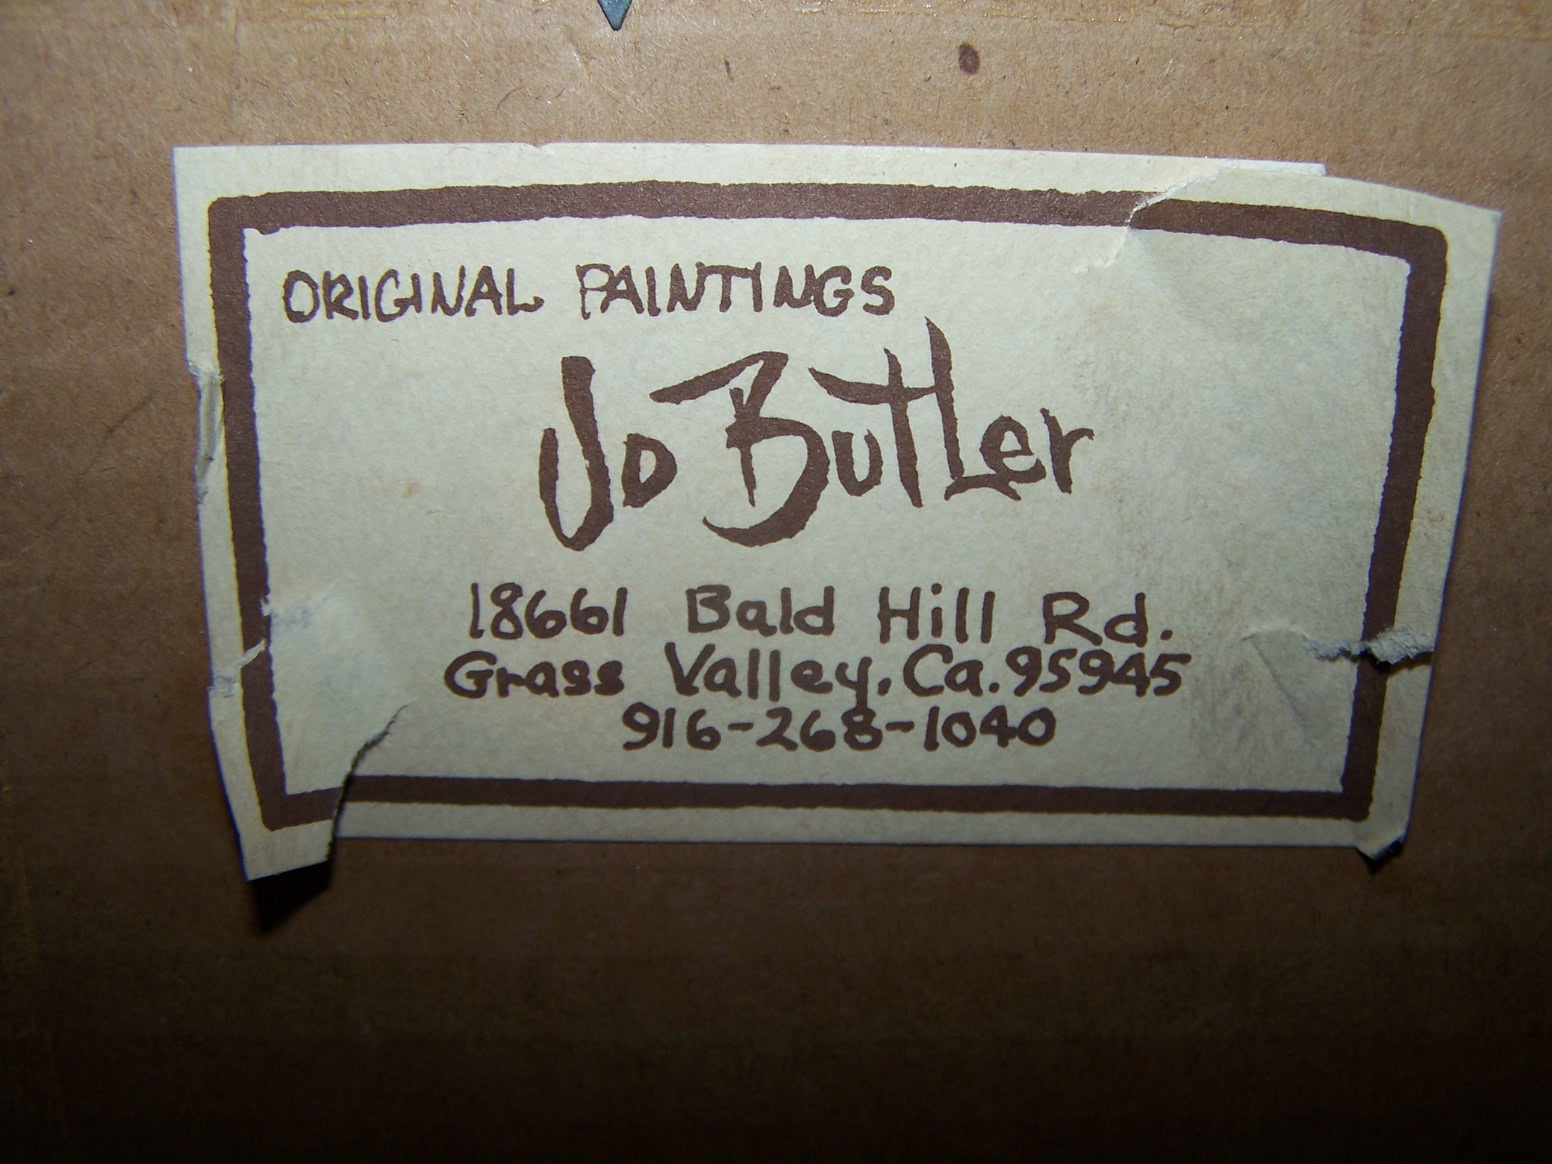 ORIGINAL PAINTINGS
Jo Butler
18661 Bald Hill Rd.
Grass Valley, Ca. 95945
916-268-1040